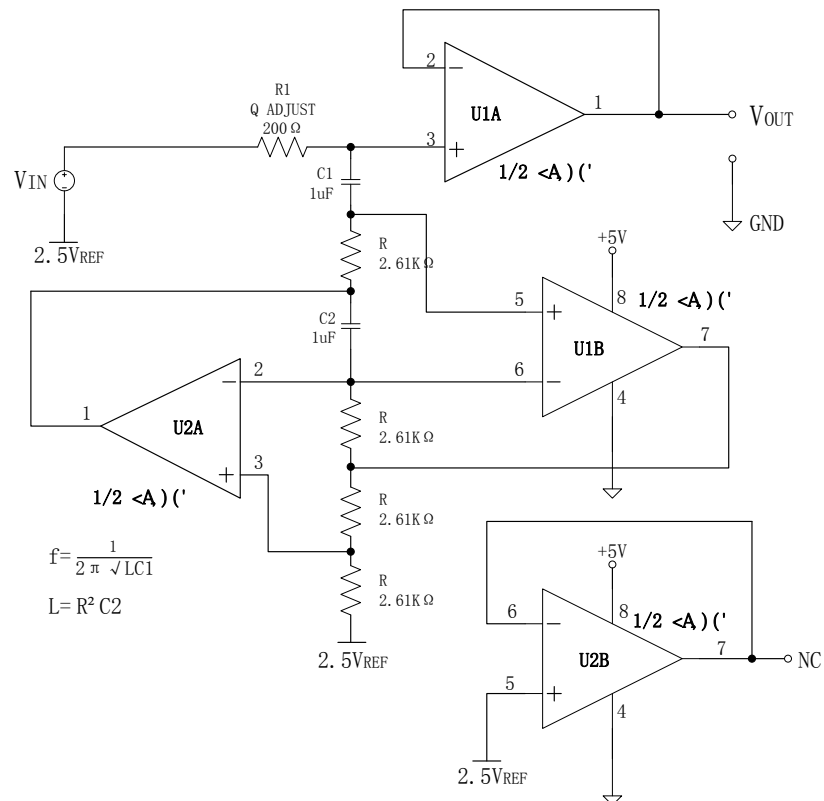 2
U1A
1
VOUT
3
1/2 <A,)('
R1
Q ADJUST
200Ω
VIN
C1
1uF
GND
2.5VREF
R
2.61KΩ
+5V
8
1/2 <A,)('
5
U1B
7
6
4
C2
1uF
2
1
U2A
3
1/2 <A,)('
R
2.61KΩ
R
2.61KΩ
R
2.61KΩ
2.5VREF
f=1/2π√LC1
L=R²C2
+5V
8
1/2 <A,)('
6
U2B
7
NC
5
4
2.5VREF